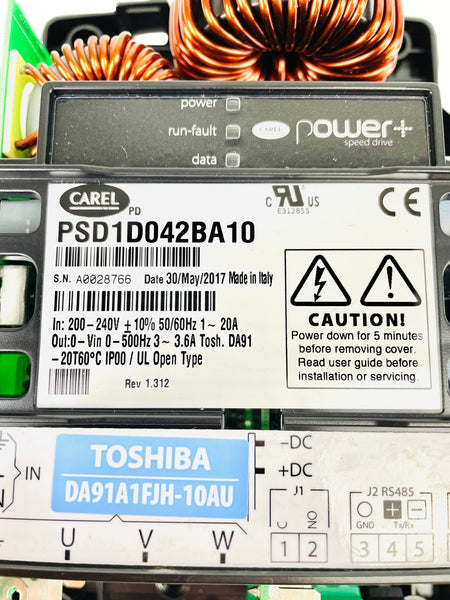 power
run-fault
data
CAREL power+
speed drive
CAREL PD
C RU US
E312855
CE
PSD1D042BA10
S.N. A0028766 Date 30/May/2017 Made in Italy
In: 200-240V ±10% 50/60Hz 1~ 20A
Out:0-Vin 0-500Hz 3~ 3.6A Tosh. DA91
-20T60°C IP00 / UL Open Type
Rev 1.312
CAUTION!
Power down for 5 minutes
before removing cover.
Read user guide before
installation or servicing.
IN
TOSHIBA
DA91A1FJH-10AU
-DC
+DC
J1
C NO
1 2
J2 RS485
GND + - Tx/Rx
3 4 5
U V W